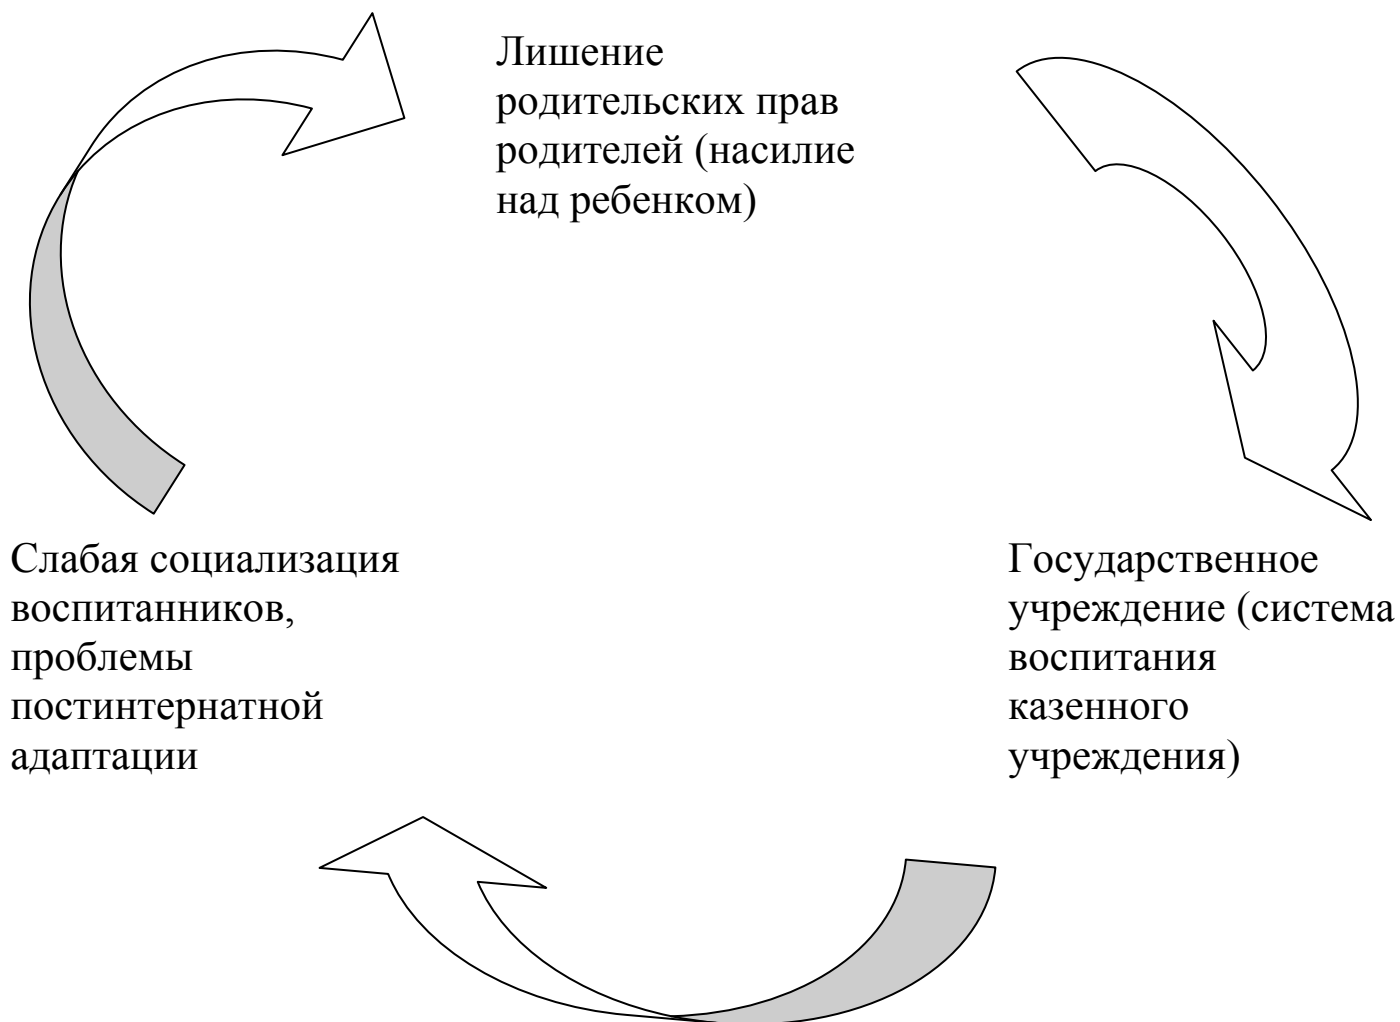 Лишение
родительских прав
родителей (насилие
над ребенком)
Слабая социализация
воспитанников,
проблемы
постинтернатной
адаптации
Государственное
учреждение (система
воспитания
казенного
учреждения)